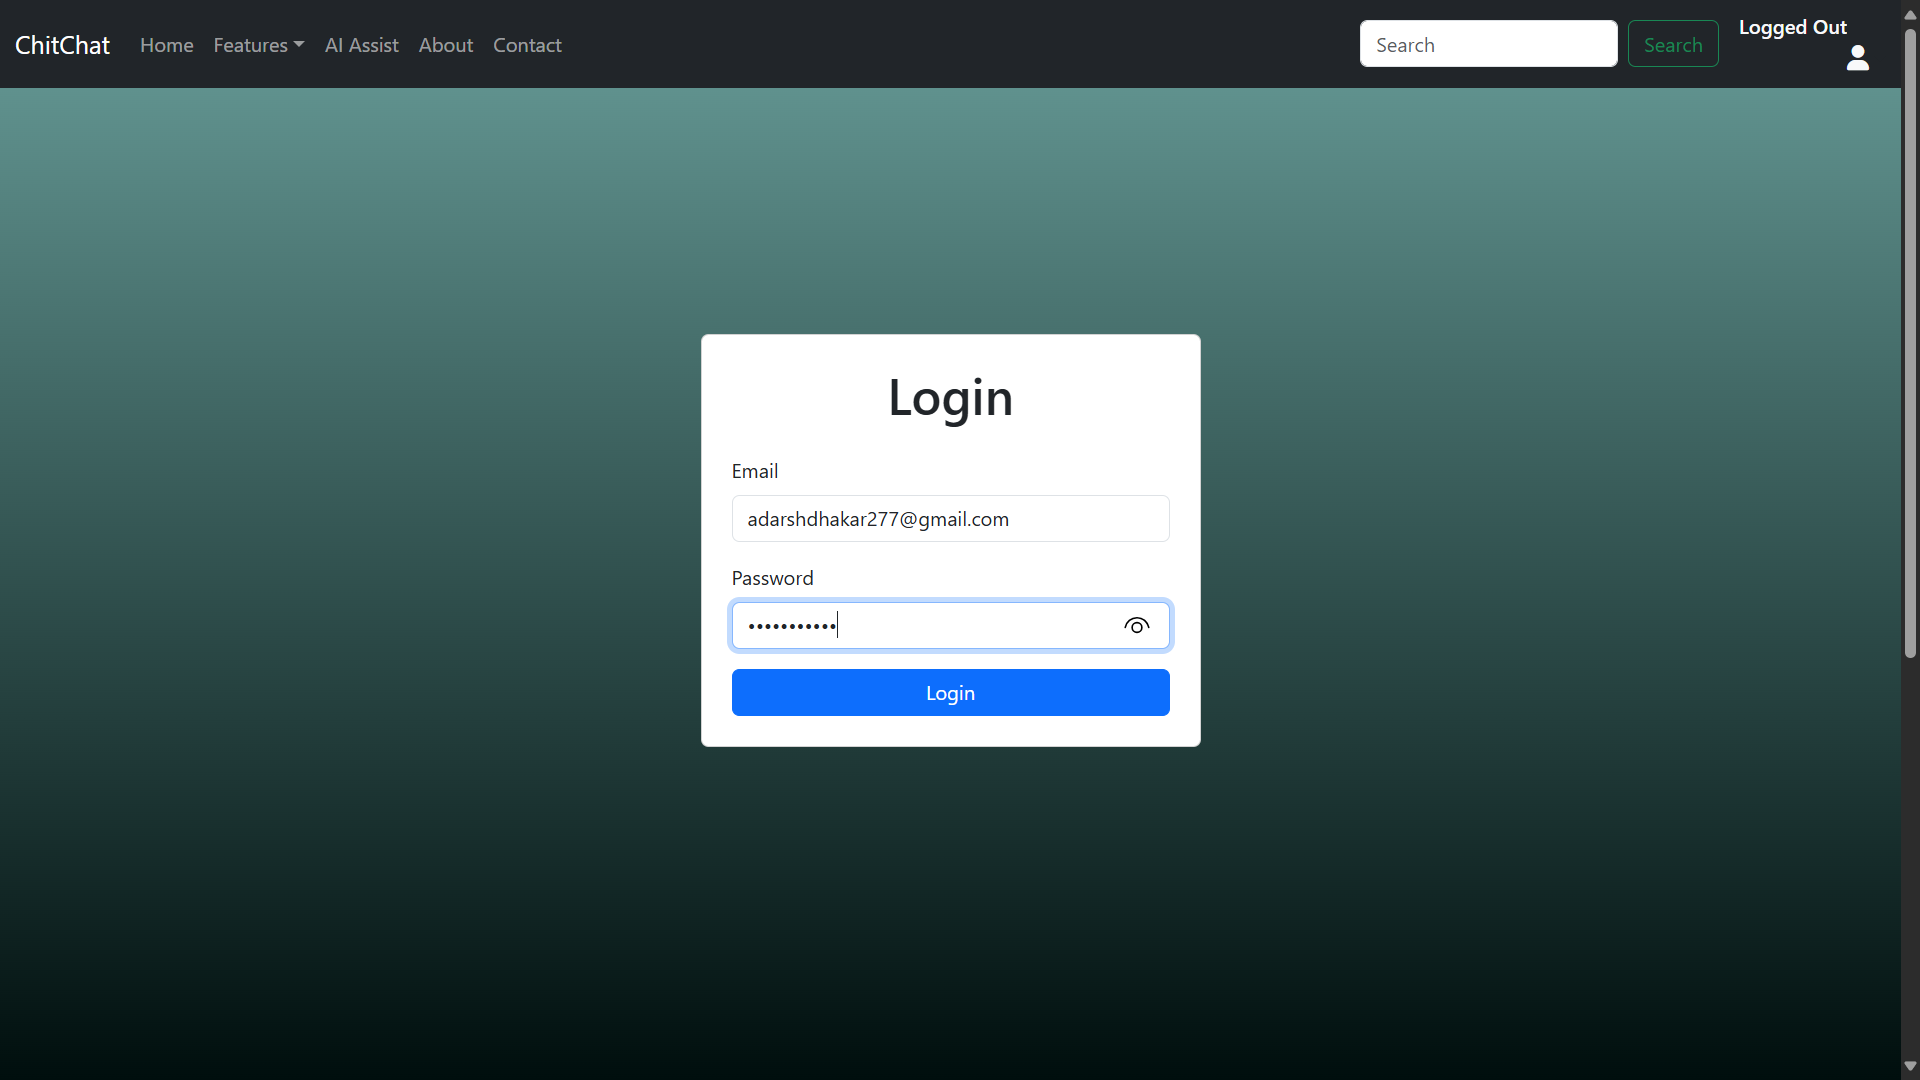 ChitChat Home Features AI Assist About Contact Search Search Logged Out
Login
Email
adarshdhakar277@gmail.com
Password
•••••••••••
Login